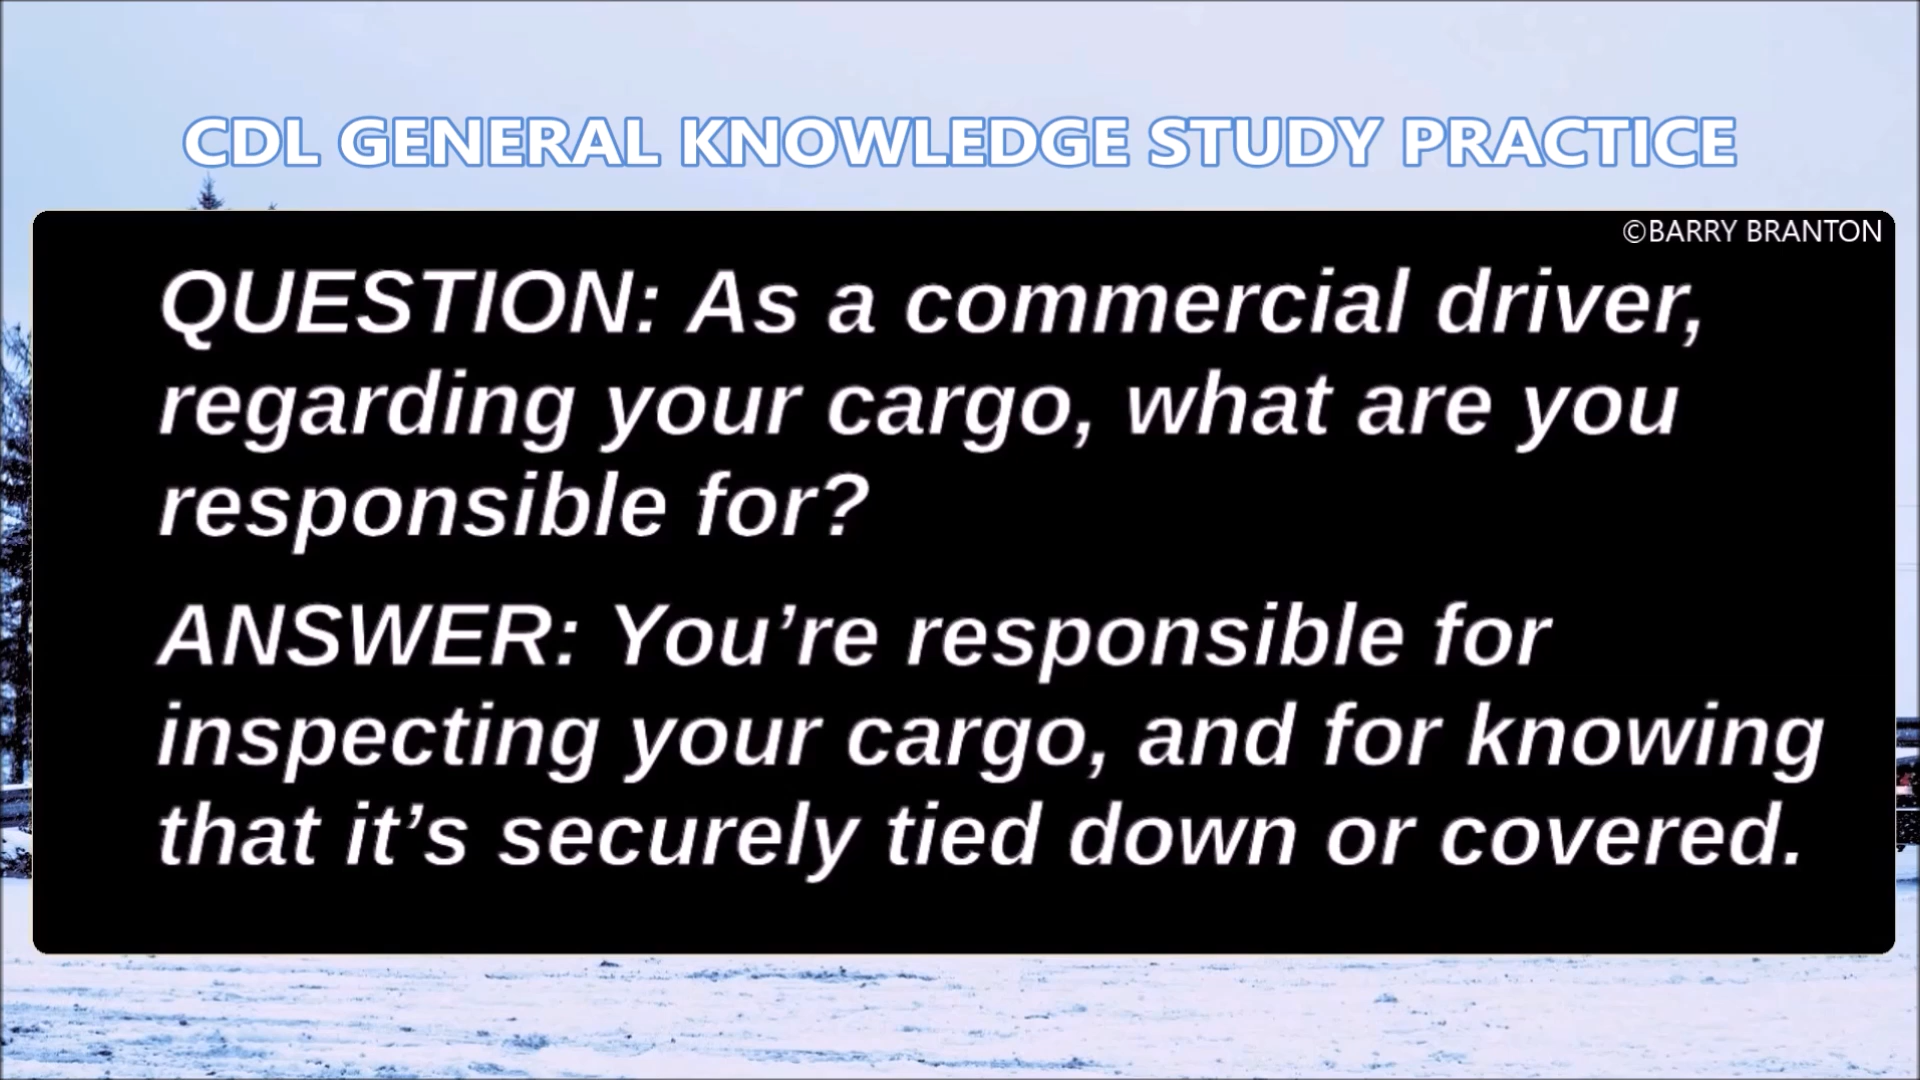 CDL GENERAL KNOWLEDGE STUDY PRACTICE
©BARRY BRANTON
QUESTION: As a commercial driver,
regarding your cargo, what are you
responsible for?
ANSWER: You’re responsible for
inspecting your cargo, and for knowing
that it’s securely tied down or covered.